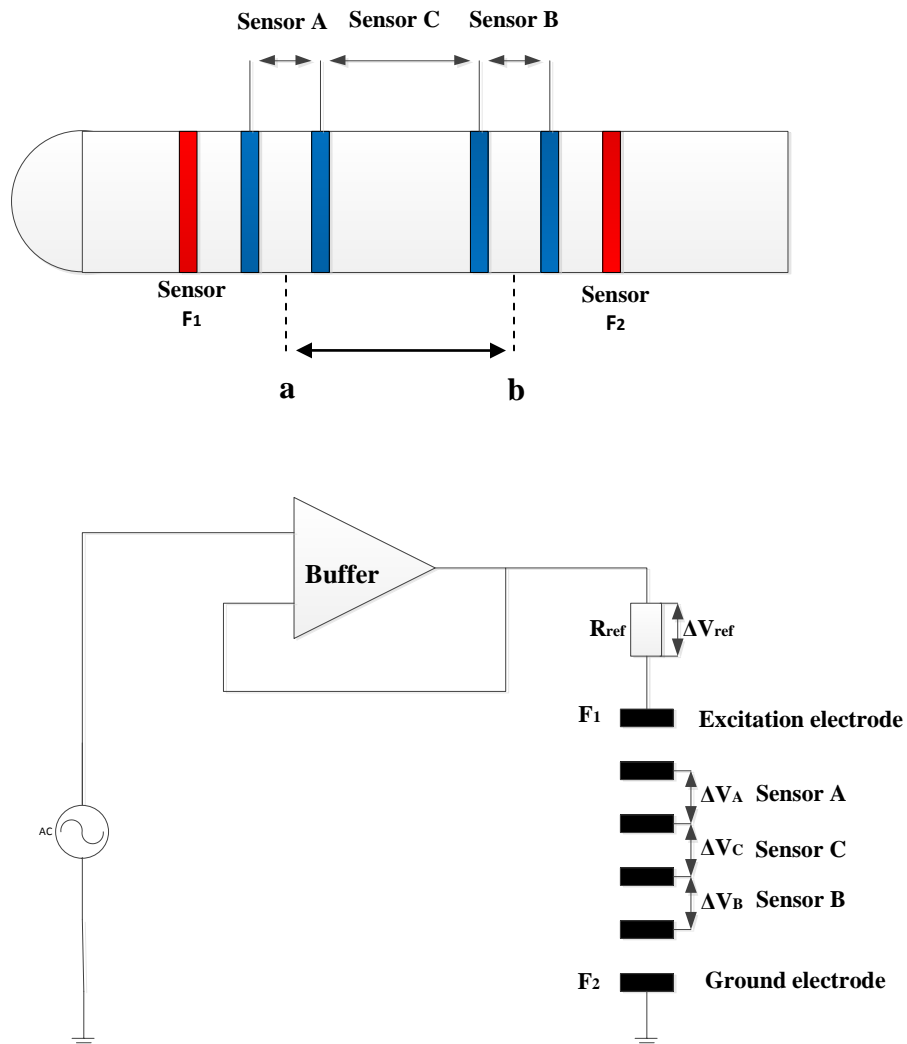 Sensor A Sensor C Sensor B
Sensor
F1
Sensor
F2
a
b
Buffer
Rref
ΔVref
F1
Excitation electrode
ΔVA Sensor A
ΔVC Sensor C
ΔVB Sensor B
AC
F2
Ground electrode